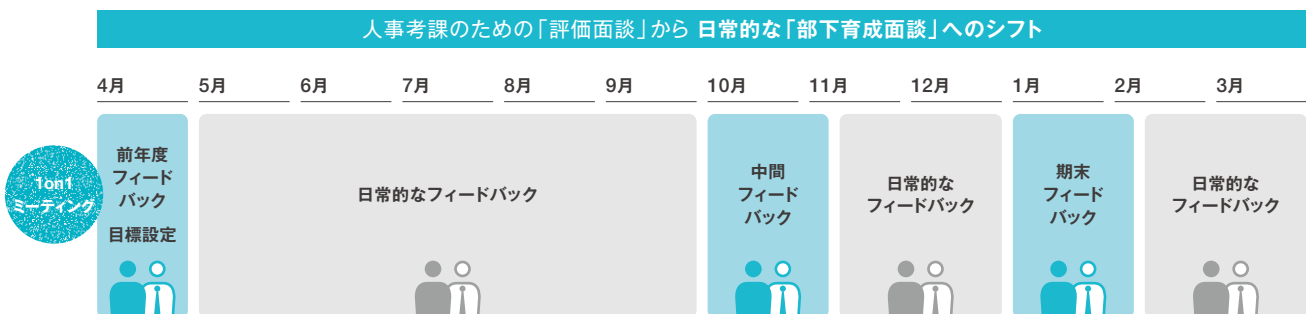 人事考課のための「評価面談」から 日常的な「部下育成面談」へのシフト
4月 5月 6月 7月 8月 9月 10月 11月 12月 1月 2月 3月
1on1
ミーティング
前年度
フィード
バック
目標設定
日常的なフィードバック
中間
フィード
バック
日常的な
フィードバック
期末
フィード
バック
日常的な
フィードバック